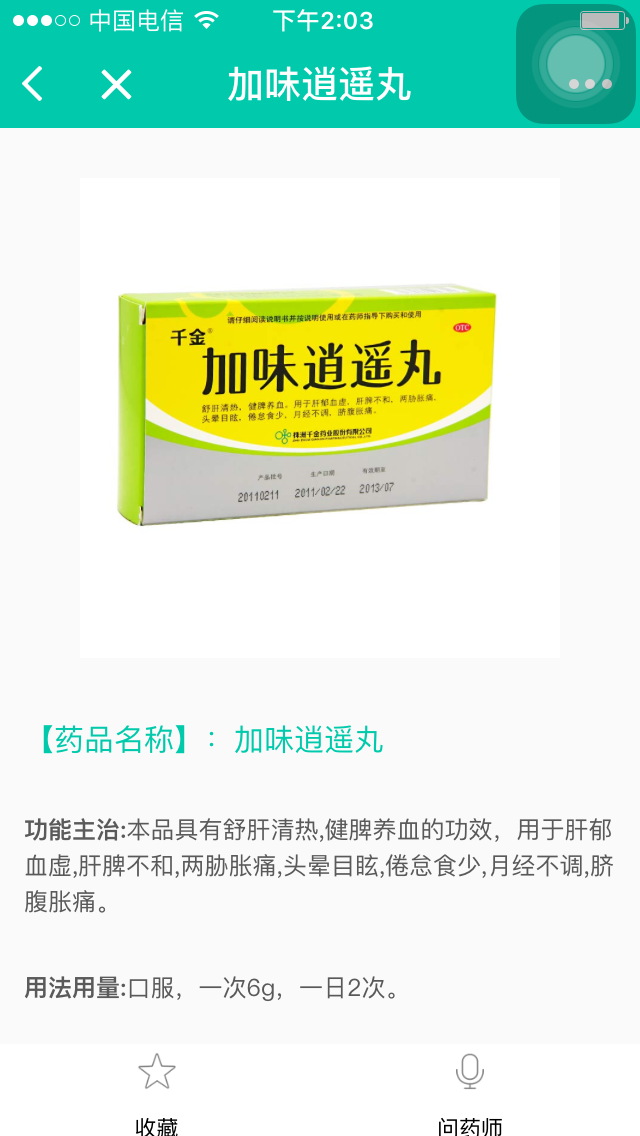 中国电信 下午2:03
加味逍遥丸
请仔细阅读说明书并按说明使用或在药师指导下购买和使用
千金®
OTC
加味逍遥丸
舒肝清热，健脾养血。用于肝郁血虚，肝脾不和，两胁胀痛，
头晕目眩，倦怠食少，月经不调，脐腹胀痛。
株洲千金药业股份有限公司
产品批号 生产日期 有效期至
20110211 2011/02/22 2013/07
【药品名称】：加味逍遥丸
功能主治:本品具有舒肝清热,健脾养血的功效，用于肝郁
血虚,肝脾不和,两胁胀痛,头晕目眩,倦怠食少,月经不调,脐
腹胀痛。
用法用量:口服，一次6g，一日2次。
收藏 问药师